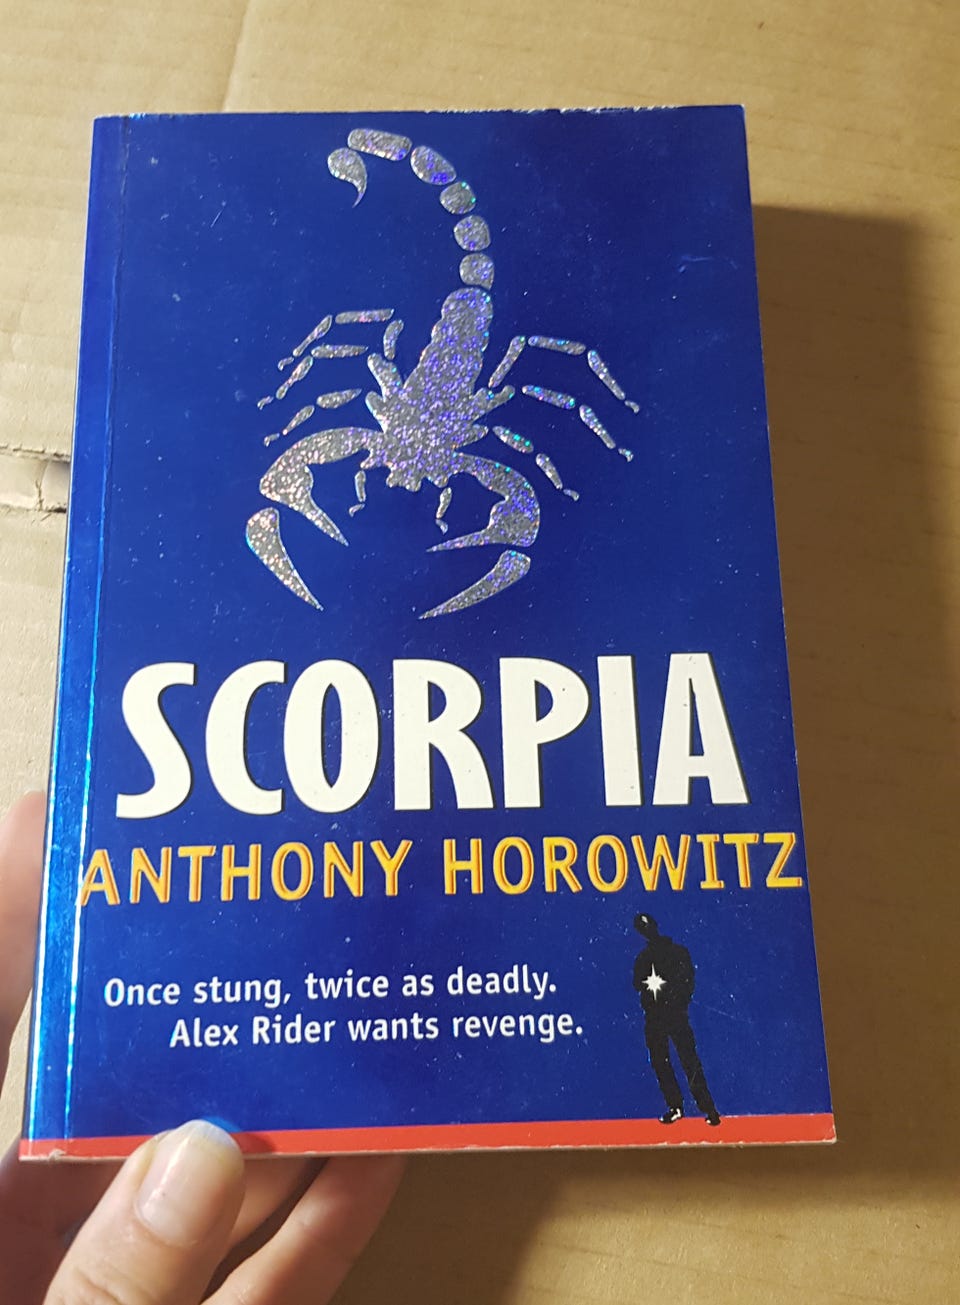 SCORPIA
ANTHONY HOROWITZ
Once stung, twice as deadly.
Alex Rider wants revenge.